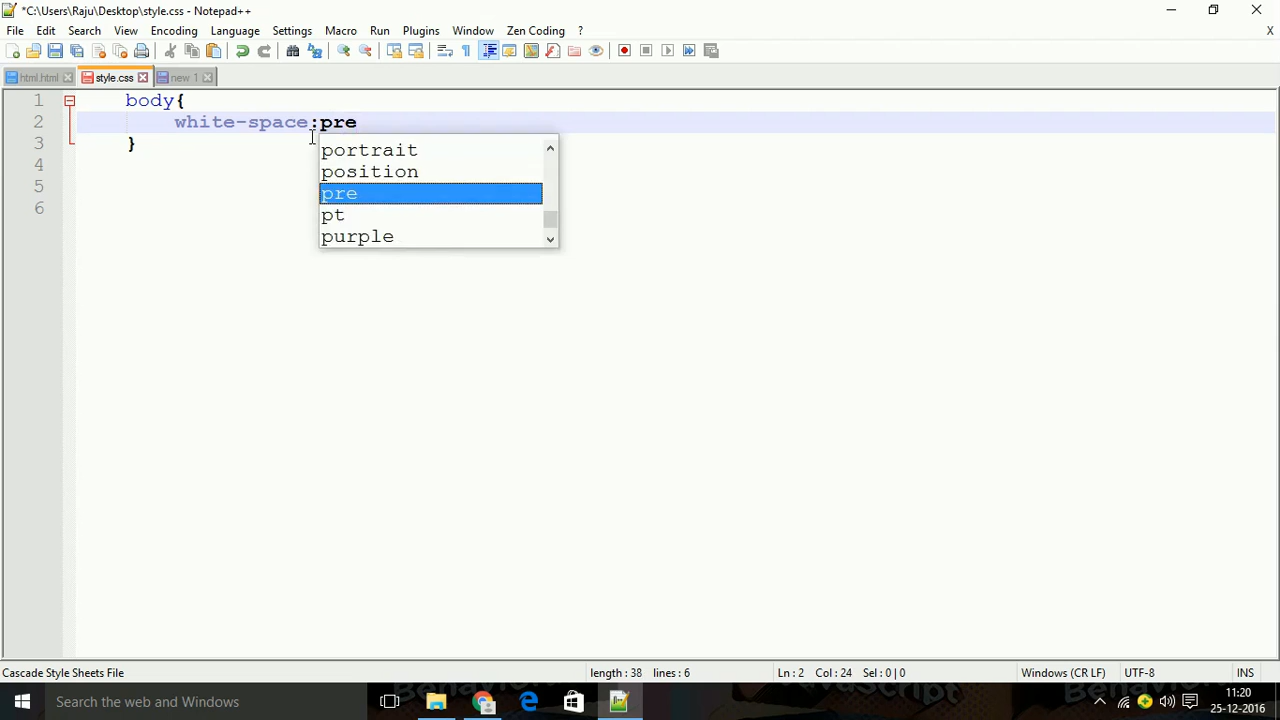 *C:\Users\Raju\Desktop\style.css - Notepad++
File Edit Search View Encoding Language Settings Macro Run Plugins Window Zen Coding ? X
html.html style.css new 1
1 body{
2 white-space:pre
3 }
4
5
6
portrait
position
pre
pt
purple
Cascade Style Sheets File length : 38 lines : 6 Ln : 2 Col : 24 Sel : 0 | 0 Windows (CR LF) UTF-8 INS
Search the web and Windows
11:20
25-12-2016